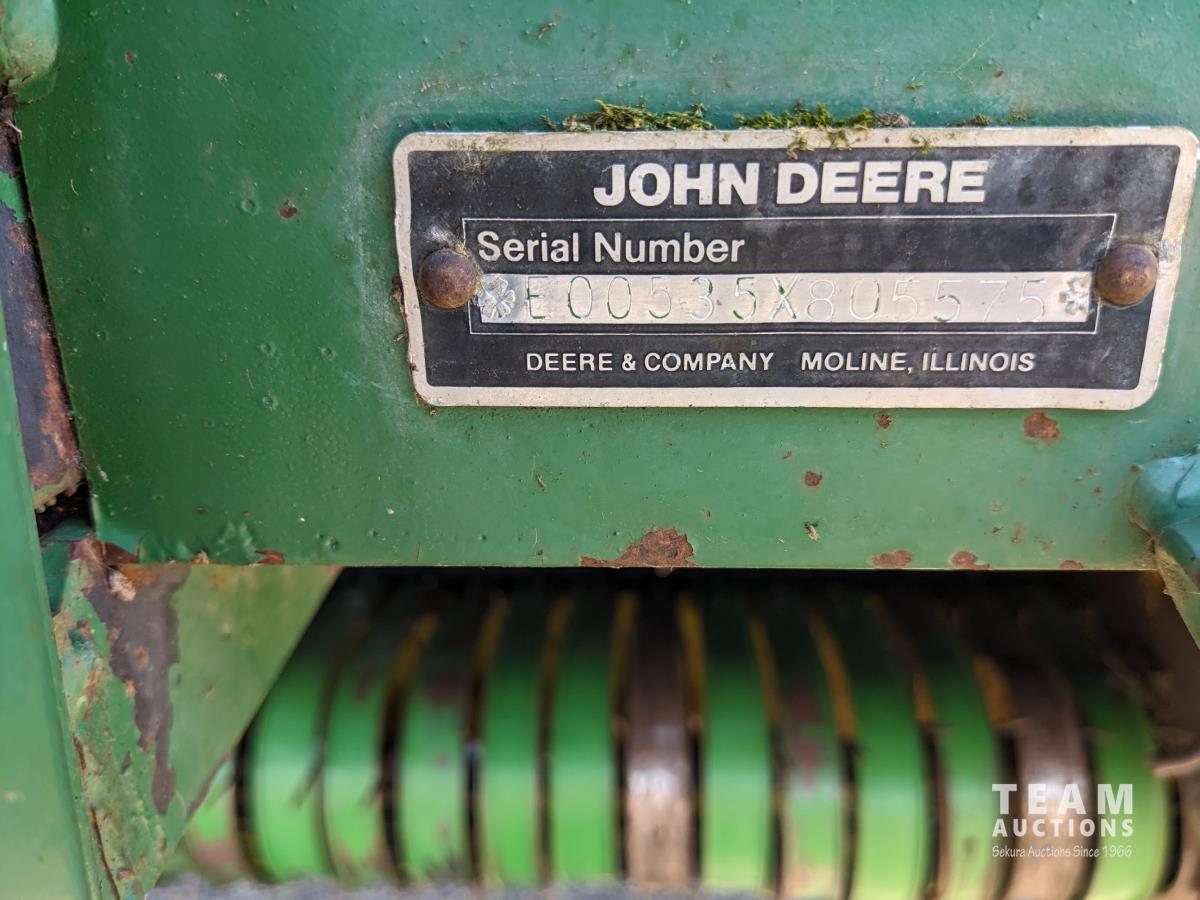 JOHN DEERE
Serial Number
*E00535X805575*
DEERE & COMPANY MOLINE, ILLINOIS
TEAM
AUCTIONS
Sekura Auctions Since 1966